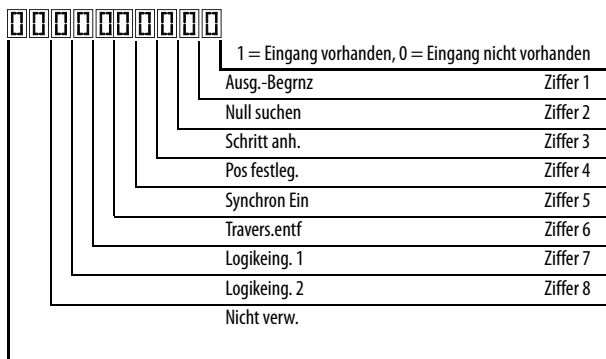 0000000000
1 = Eingang vorhanden, 0 = Eingang nicht vorhanden
Ausg.-Begrnz Ziffer 1
Null suchen Ziffer 2
Schritt anh. Ziffer 3
Pos festleg. Ziffer 4
Synchron Ein Ziffer 5
Travers.entf Ziffer 6
Logikeing. 1 Ziffer 7
Logikeing. 2 Ziffer 8
Nicht verw.